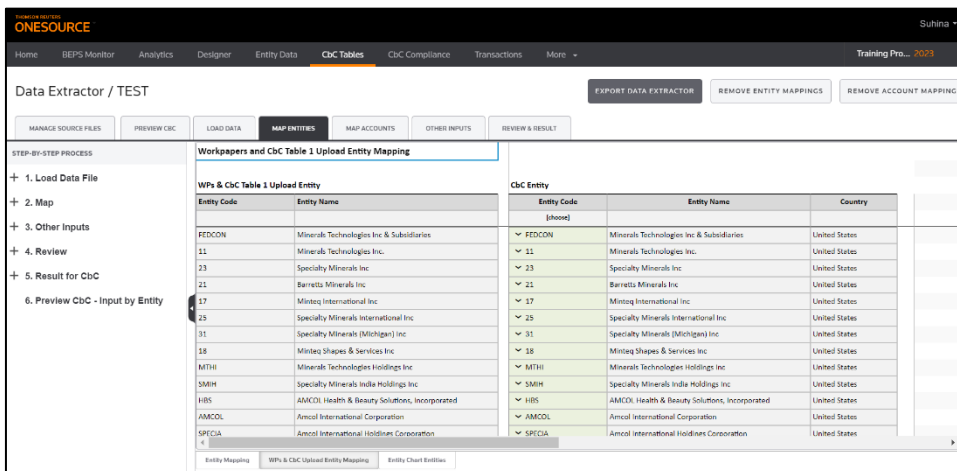 THOMSON REUTERS
ONESOURCE
Suhina
Home BEPS Monitor Analytics Designer Entity Data CbC Tables CbC Compliance Transactions More Training Pro... 2023
Data Extractor / TEST
EXPORT DATA EXTRACTOR REMOVE ENTITY MAPPINGS REMOVE ACCOUNT MAPPING
MANAGE SOURCE FILES PREVIEW CBC LOAD DATA MAP ENTITIES MAP ACCOUNTS OTHER INPUTS REVIEW & RESULT
STEP-BY-STEP PROCESS
+ 1. Load Data File
+ 2. Map
+ 3. Other Inputs
+ 4. Review
+ 5. Result for CbC
6. Preview CbC - Input by Entity
Workpapers and CbC Table 1 Upload Entity Mapping
WPs & CbC Table 1 Upload Entity CbC Entity
Entity Code Entity Name Entity Code Entity Name Country
[choose]
FEDCON Minerals Technologies Inc & Subsidiaries FEDCON Minerals Technologies Inc & Subsidiaries United States
11 Minerals Technologies Inc. 11 Minerals Technologies Inc. United States
23 Specialty Minerals Inc 23 Specialty Minerals Inc United States
21 Barretts Minerals Inc 21 Barretts Minerals Inc United States
17 Minteq International Inc 17 Minteq International Inc United States
25 Specialty Minerals International Inc 25 Specialty Minerals International Inc United States
31 Specialty Minerals (Michigan) Inc 31 Specialty Minerals (Michigan) Inc United States
18 Minteq Shapes & Services Inc 18 Minteq Shapes & Services Inc United States
MTHI Minerals Technologies Holdings Inc MTHI Minerals Technologies Holdings Inc United States
SMIH Specialty Minerals India Holdings Inc SMIH Specialty Minerals India Holdings Inc United States
HBS AMCOL Health & Beauty Solutions, Incorporated HBS AMCOL Health & Beauty Solutions, Incorporated United States
AMCOL Amcol International Corporation AMCOL Amcol International Corporation United States
SPECIA Amcol International Holdings Corporation SPECIA Amcol International Holdings Corporation United States
Entity Mapping WPs & CbC Upload Entity Mapping Entity Chart Entities